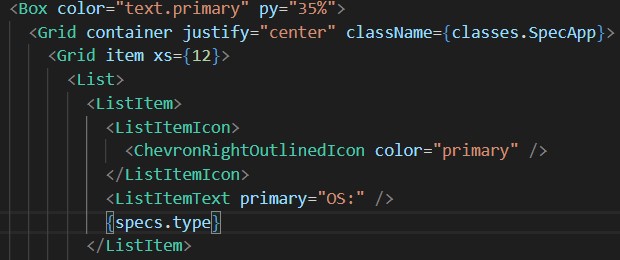 <Box color="text.primary" py="35%">
<Grid container justify="center" className={classes.SpecApp}>
<Grid item xs={12}>
<List>
<ListItem>
<ListItemIcon>
<ChevronRightOutlinedIcon color="primary" />
</ListItemIcon>
<ListItemText primary="OS:" />
{specs.type}
</ListItem>